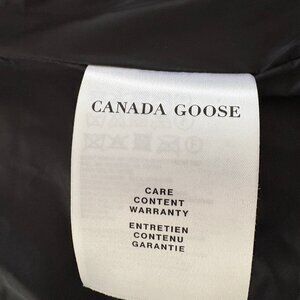 CANADA GOOSE
CARE
CONTENT
WARRANTY
ENTRETIEN
CONTENU
GARANTIE